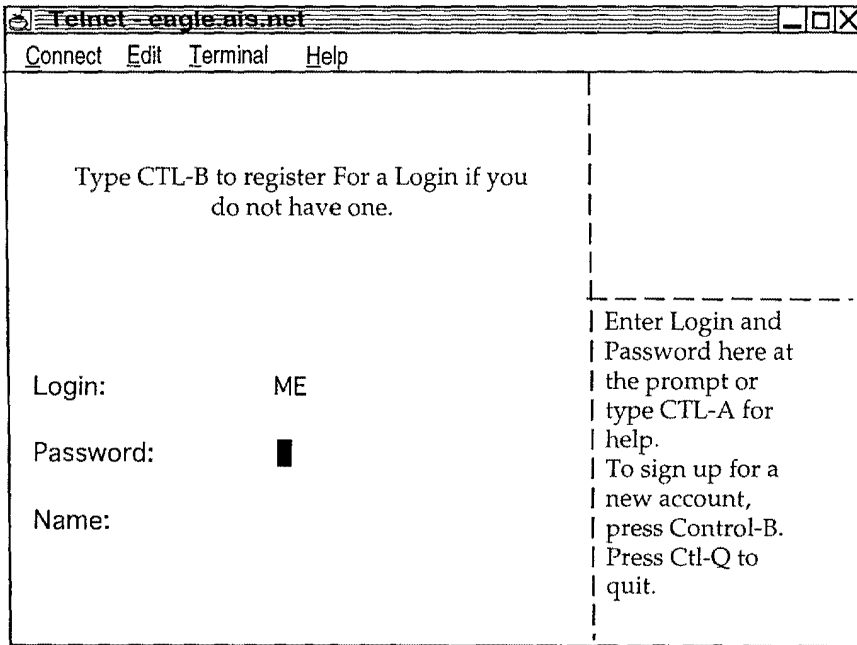 Telnet - eagle.ais.net
Connect Edit Terminal Help
Type CTL-B to register For a Login if you
do not have one.
Login: ME
Password:
Name:
Enter Login and
Password here at
the prompt or
type CTL-A for
help.
To sign up for a
new account,
press Control-B.
Press Ctl-Q to
quit.